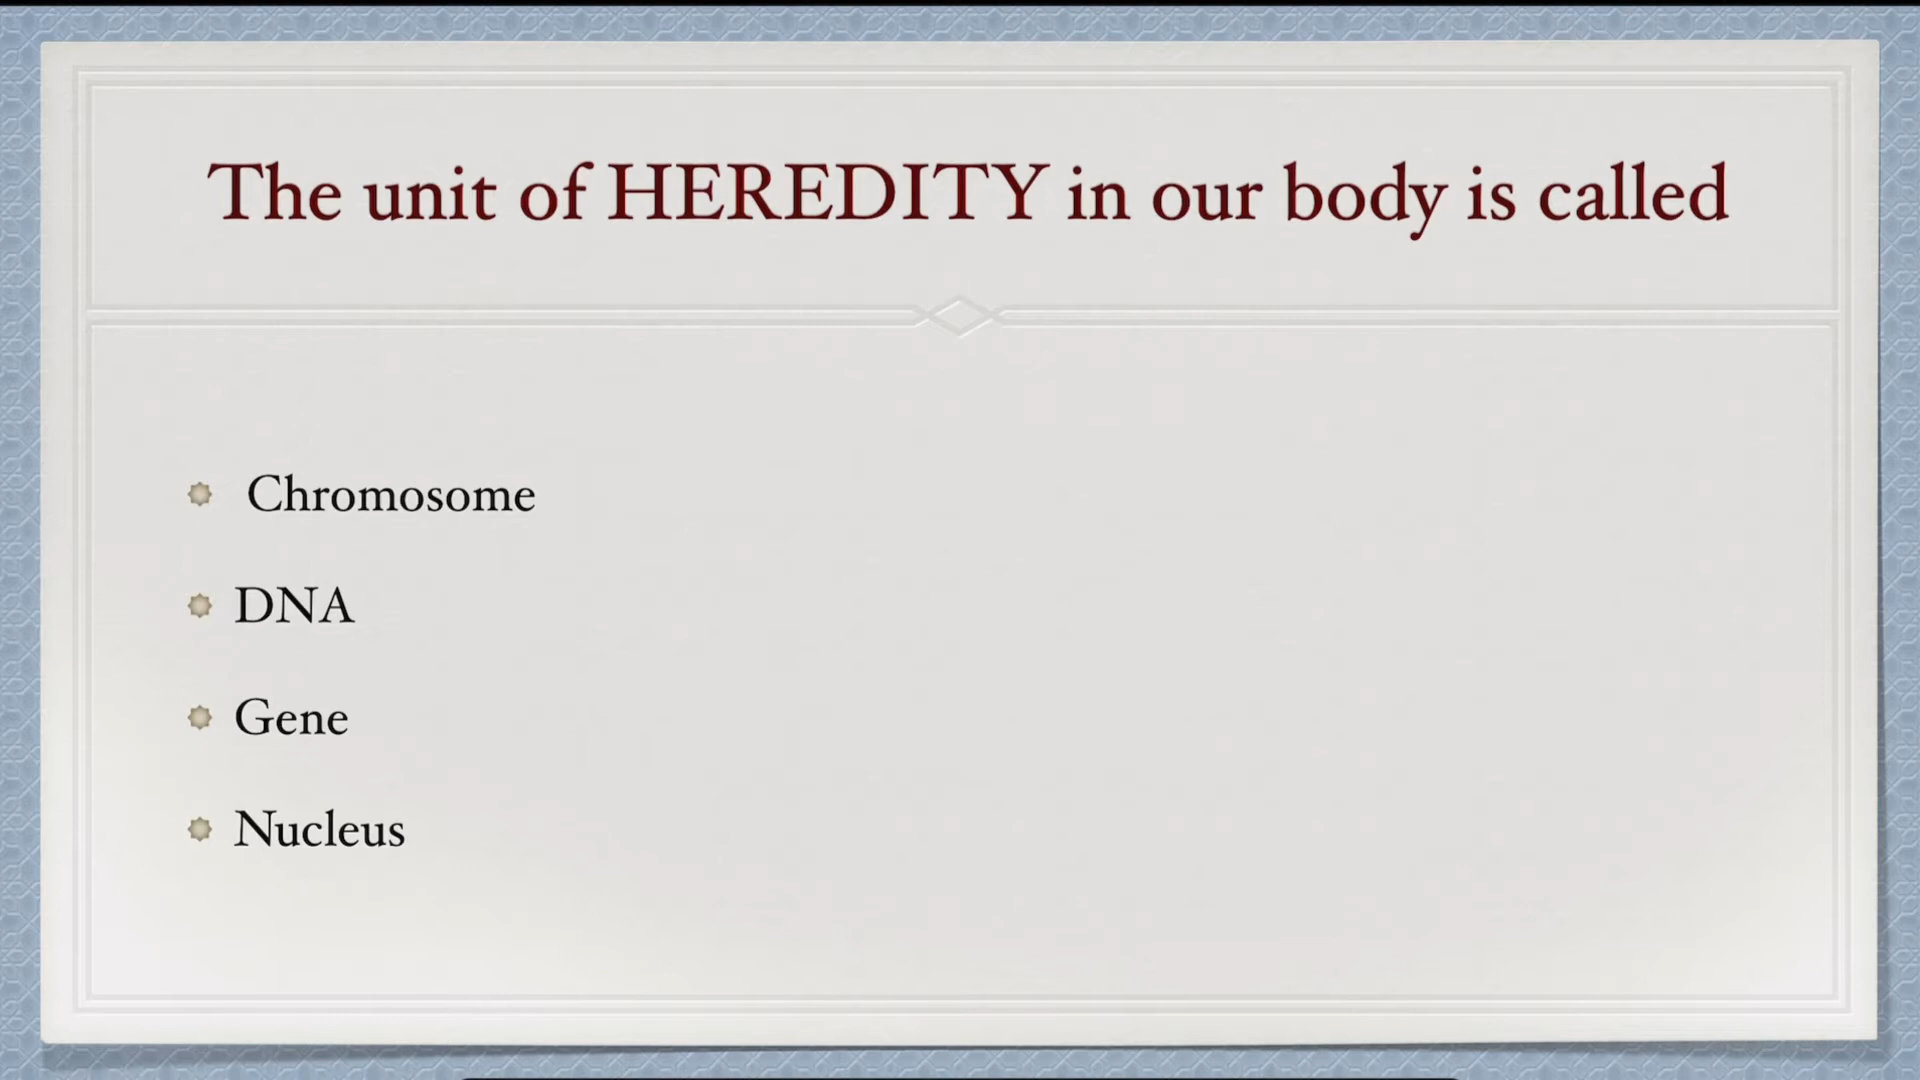 The unit of HEREDITY in our body is called
Chromosome
DNA
Gene
Nucleus